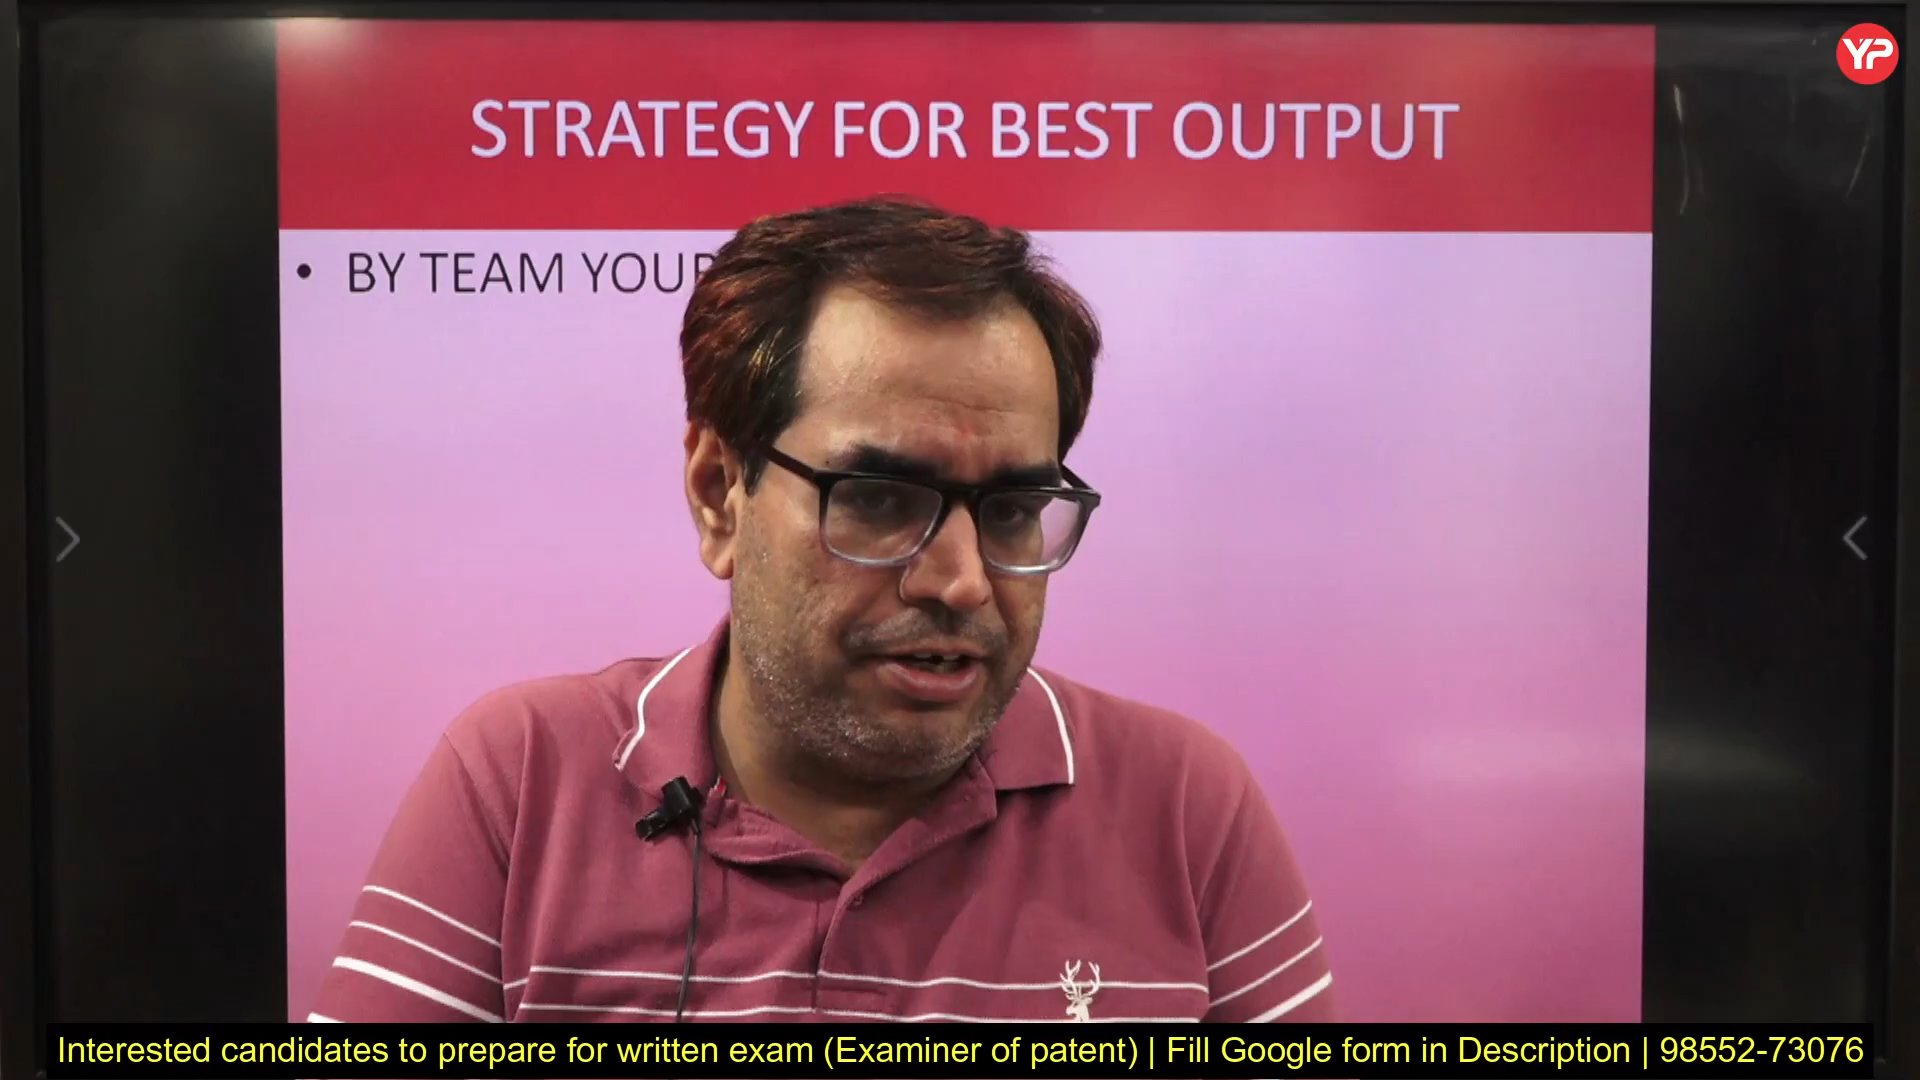 YP
STRATEGY FOR BEST OUTPUT
• BY TEAM
Interested candidates to prepare for written exam (Examiner of patent) | Fill Google form in Description | 98552-73076